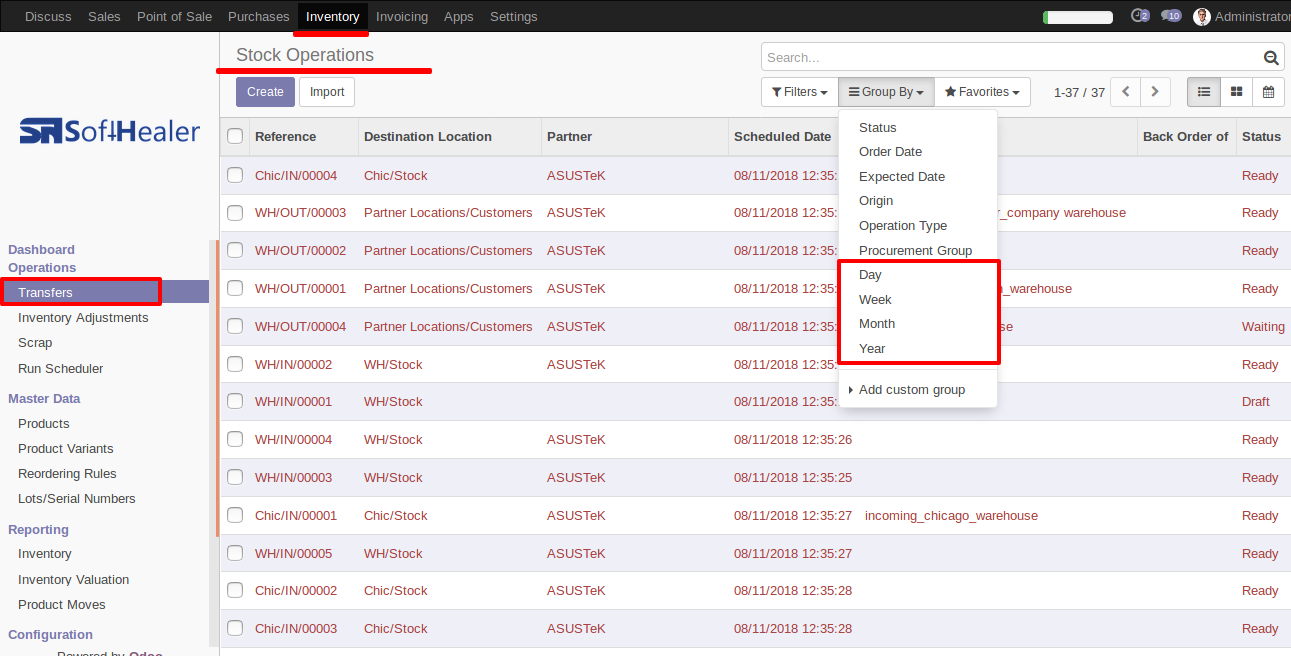 Discuss Sales Point of Sale Purchases Inventory Invoicing Apps Settings 2 10 Administrator
Stock Operations
Search...
Create Import
Filters Group By Favorites 1-37 / 37
SoftHealer
Dashboard
Operations
Transfers
Inventory Adjustments
Scrap
Run Scheduler
Master Data
Products
Product Variants
Reordering Rules
Lots/Serial Numbers
Reporting
Inventory
Inventory Valuation
Product Moves
Configuration
Powered by Odoo
Status
Order Date
Expected Date
Origin
Operation Type
Procurement Group
Day
Week
Month
Year
Add custom group
Reference Destination Location Partner Scheduled Date Back Order of Status
Chic/IN/00004 Chic/Stock ASUSTeK 08/11/2018 12:35: Ready
WH/OUT/00003 Partner Locations/Customers ASUSTeK 08/11/2018 12:35: r_company warehouse Ready
WH/OUT/00002 Partner Locations/Customers ASUSTeK 08/11/2018 12:35: Ready
WH/OUT/00001 Partner Locations/Customers ASUSTeK 08/11/2018 12:35: _warehouse Ready
WH/OUT/00004 Partner Locations/Customers ASUSTeK 08/11/2018 12:35: se Waiting
WH/IN/00002 WH/Stock ASUSTeK 08/11/2018 12:35: Ready
WH/IN/00001 WH/Stock 08/11/2018 12:35: Draft
WH/IN/00004 WH/Stock ASUSTeK 08/11/2018 12:35:26 Ready
WH/IN/00003 WH/Stock ASUSTeK 08/11/2018 12:35:25 Ready
Chic/IN/00001 Chic/Stock ASUSTeK 08/11/2018 12:35:27 incoming_chicago_warehouse Ready
WH/IN/00005 WH/Stock ASUSTeK 08/11/2018 12:35:27 Ready
Chic/IN/00002 Chic/Stock ASUSTeK 08/11/2018 12:35:28 Ready
Chic/IN/00003 Chic/Stock ASUSTeK 08/11/2018 12:35:28 Ready